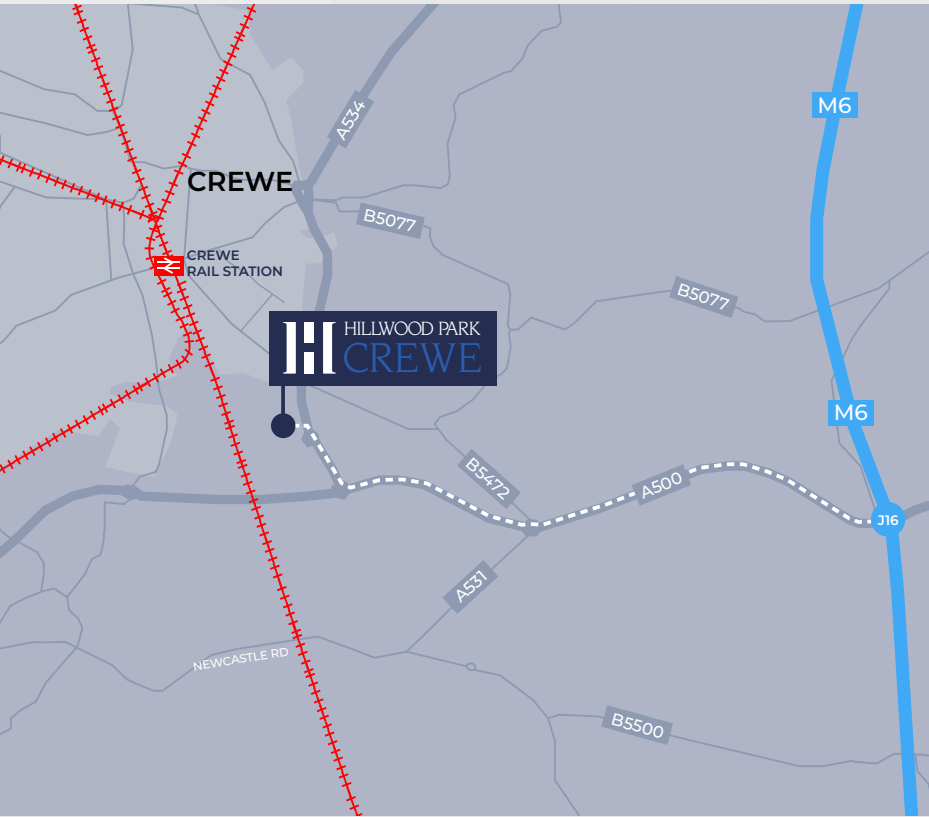 M6
A534
CREWE
B5077
CREWE
RAIL STATION
B5077
HILLWOOD PARK
CREWE
M6
B5472
A500
J16
A531
NEWCASTLE RD
B5500